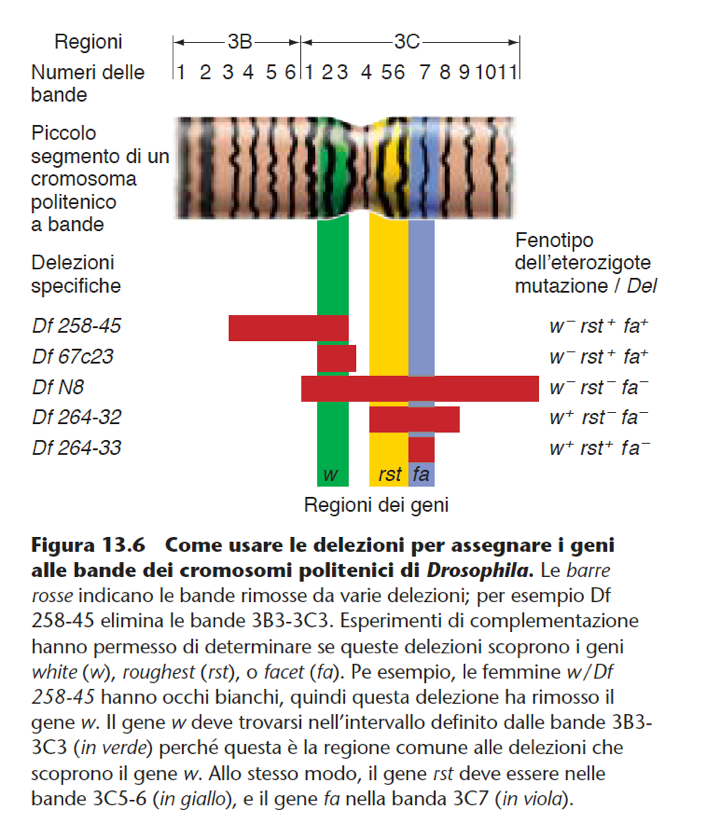 Regioni 3B 3C
Numeri delle 1 2 3 4 5 6 1 2 3 4 5 6 7 8 9 10 11
bande
Piccolo
segmento di un
cromosoma
politenico
a bande
Fenotipo
dell'eterozigote
mutazione / Del
Delezioni
specifiche
Df 258-45 w⁻ rst⁺ fa⁺
Df 67c23 w⁻ rst⁺ fa⁺
Df N8 w⁻ rst⁻ fa⁻
Df 264-32 w⁺ rst⁻ fa⁻
Df 264-33 w⁺ rst⁺ fa⁻
w rst fa
Regioni dei geni
Figura 13.6 Come usare le delezioni per assegnare i geni
alle bande dei cromosomi politenici di Drosophila. Le barre
rosse indicano le bande rimosse da varie delezioni; per esempio Df
258-45 elimina le bande 3B3-3C3. Esperimenti di complementazione
hanno permesso di determinare se queste delezioni scoprono i geni
white (w), roughest (rst), o facet (fa). Pe esempio, le femmine w/Df
258-45 hanno occhi bianchi, quindi questa delezione ha rimosso il
gene w. Il gene w deve trovarsi nell'intervallo definito dalle bande 3B3-
3C3 (in verde) perché questa è la regione comune alle delezioni che
scoprono il gene w. Allo stesso modo, il gene rst deve essere nelle
bande 3C5-6 (in giallo), e il gene fa nella banda 3C7 (in viola).